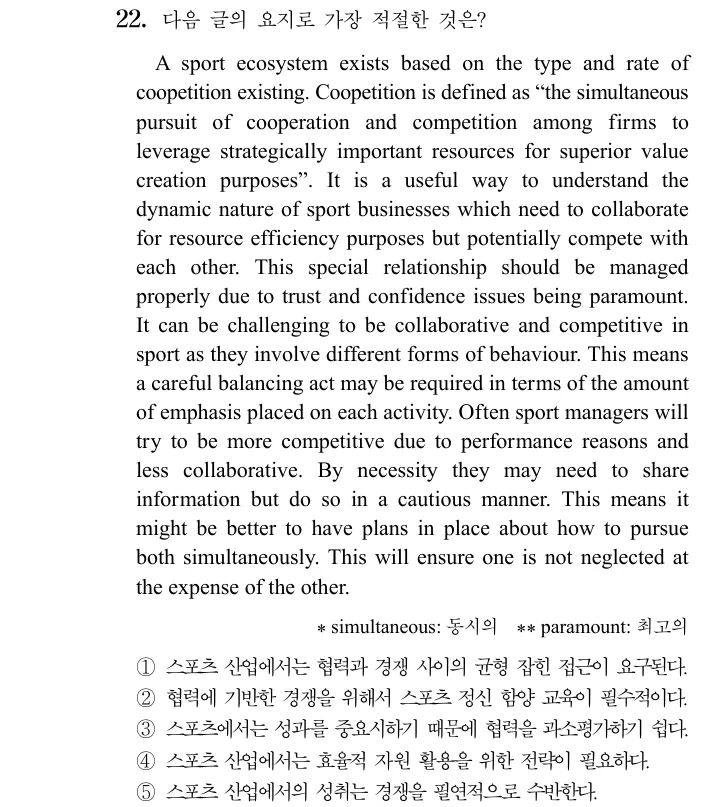 22. 다음 글의 요지로 가장 적절한 것은?
A sport ecosystem exists based on the type and rate of
coopetition existing. Coopetition is defined as “the simultaneous
pursuit of cooperation and competition among firms to
leverage strategically important resources for superior value
creation purposes”. It is a useful way to understand the
dynamic nature of sport businesses which need to collaborate
for resource efficiency purposes but potentially compete with
each other. This special relationship should be managed
properly due to trust and confidence issues being paramount.
It can be challenging to be collaborative and competitive in
sport as they involve different forms of behaviour. This means
a careful balancing act may be required in terms of the amount
of emphasis placed on each activity. Often sport managers will
try to be more competitive due to performance reasons and
less collaborative. By necessity they may need to share
information but do so in a cautious manner. This means it
might be better to have plans in place about how to pursue
both simultaneously. This will ensure one is not neglected at
the expense of the other.
* simultaneous: 동시의 ** paramount: 최고의
① 스포츠 산업에서는 협력과 경쟁 사이의 균형 잡힌 접근이 요구된다.
② 협력에 기반한 경쟁을 위해서 스포츠 정신 함양 교육이 필수적이다.
③ 스포츠에서는 성과를 중요시하기 때문에 협력을 과소평가하기 쉽다.
④ 스포츠 산업에서는 효율적 자원 활용을 위한 전략이 필요하다.
⑤ 스포츠 산업에서의 성취는 경쟁을 필연적으로 수반한다.